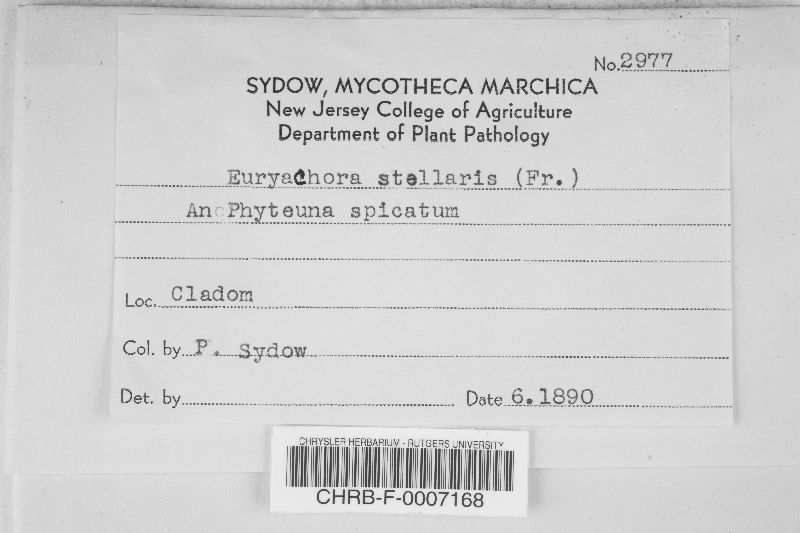 No. 2977
SYDOW, MYCOTHECA MARCHICA
New Jersey College of Agriculture
Department of Plant Pathology
Euryachora stellaris (Fr.)
An Phyteuna spicatum
Loc. Cladom
Col. by P. Sydow
Det. by
Date 6.1890
CHRYSLER HERBARIUM - RUTGERS UNIVERSITY
CHRB-F-0007168